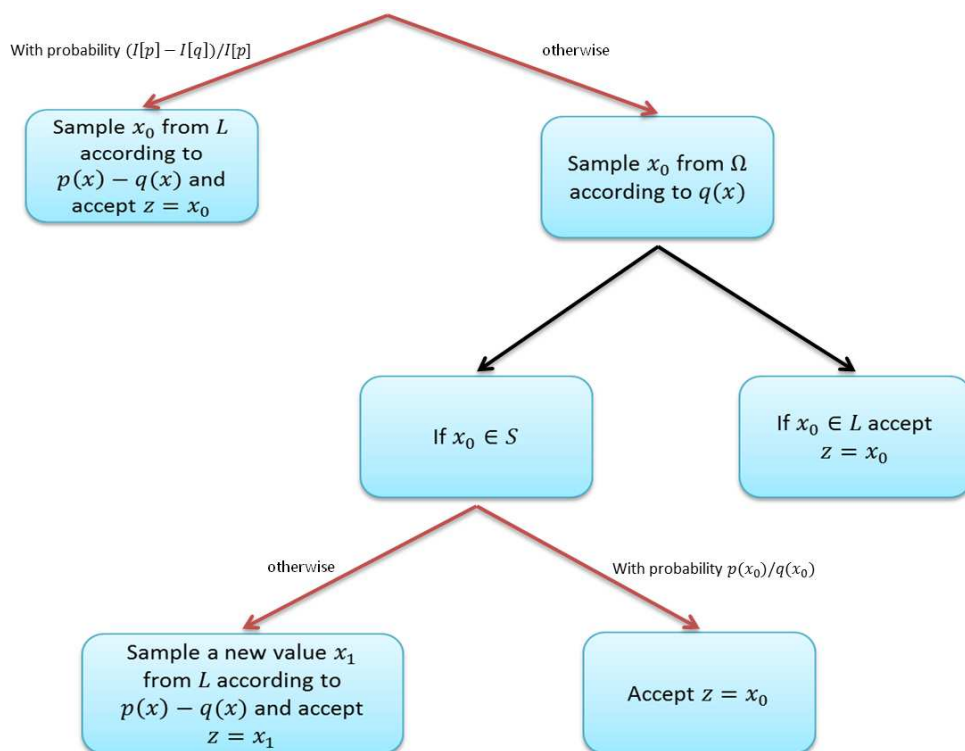 With probability (I[p] − I[q])/I[p]
otherwise
Sample x₀ from L
according to
p(x) − q(x) and
accept z = x₀
Sample x₀ from Ω
according to q(x)
If x₀ ∈ S
If x₀ ∈ L accept
z = x₀
otherwise
With probability p(x₀)/q(x₀)
Sample a new value x₁
from L according to
p(x) − q(x) and accept
z = x₁
Accept z = x₀